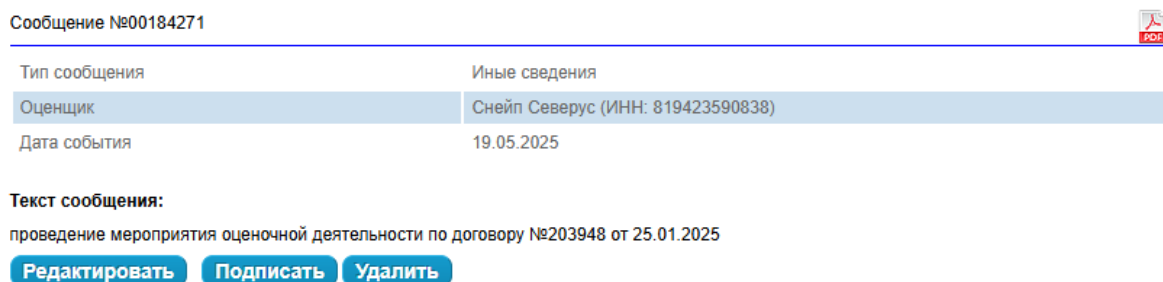 Сообщение №00184271
PDF
Тип сообщения Иные сведения
Оценщик Снейп Северус (ИНН: 819423590838)
Дата события 19.05.2025
Текст сообщения:
проведение мероприятия оценочной деятельности по договору №203948 от 25.01.2025
Редактировать Подписать Удалить